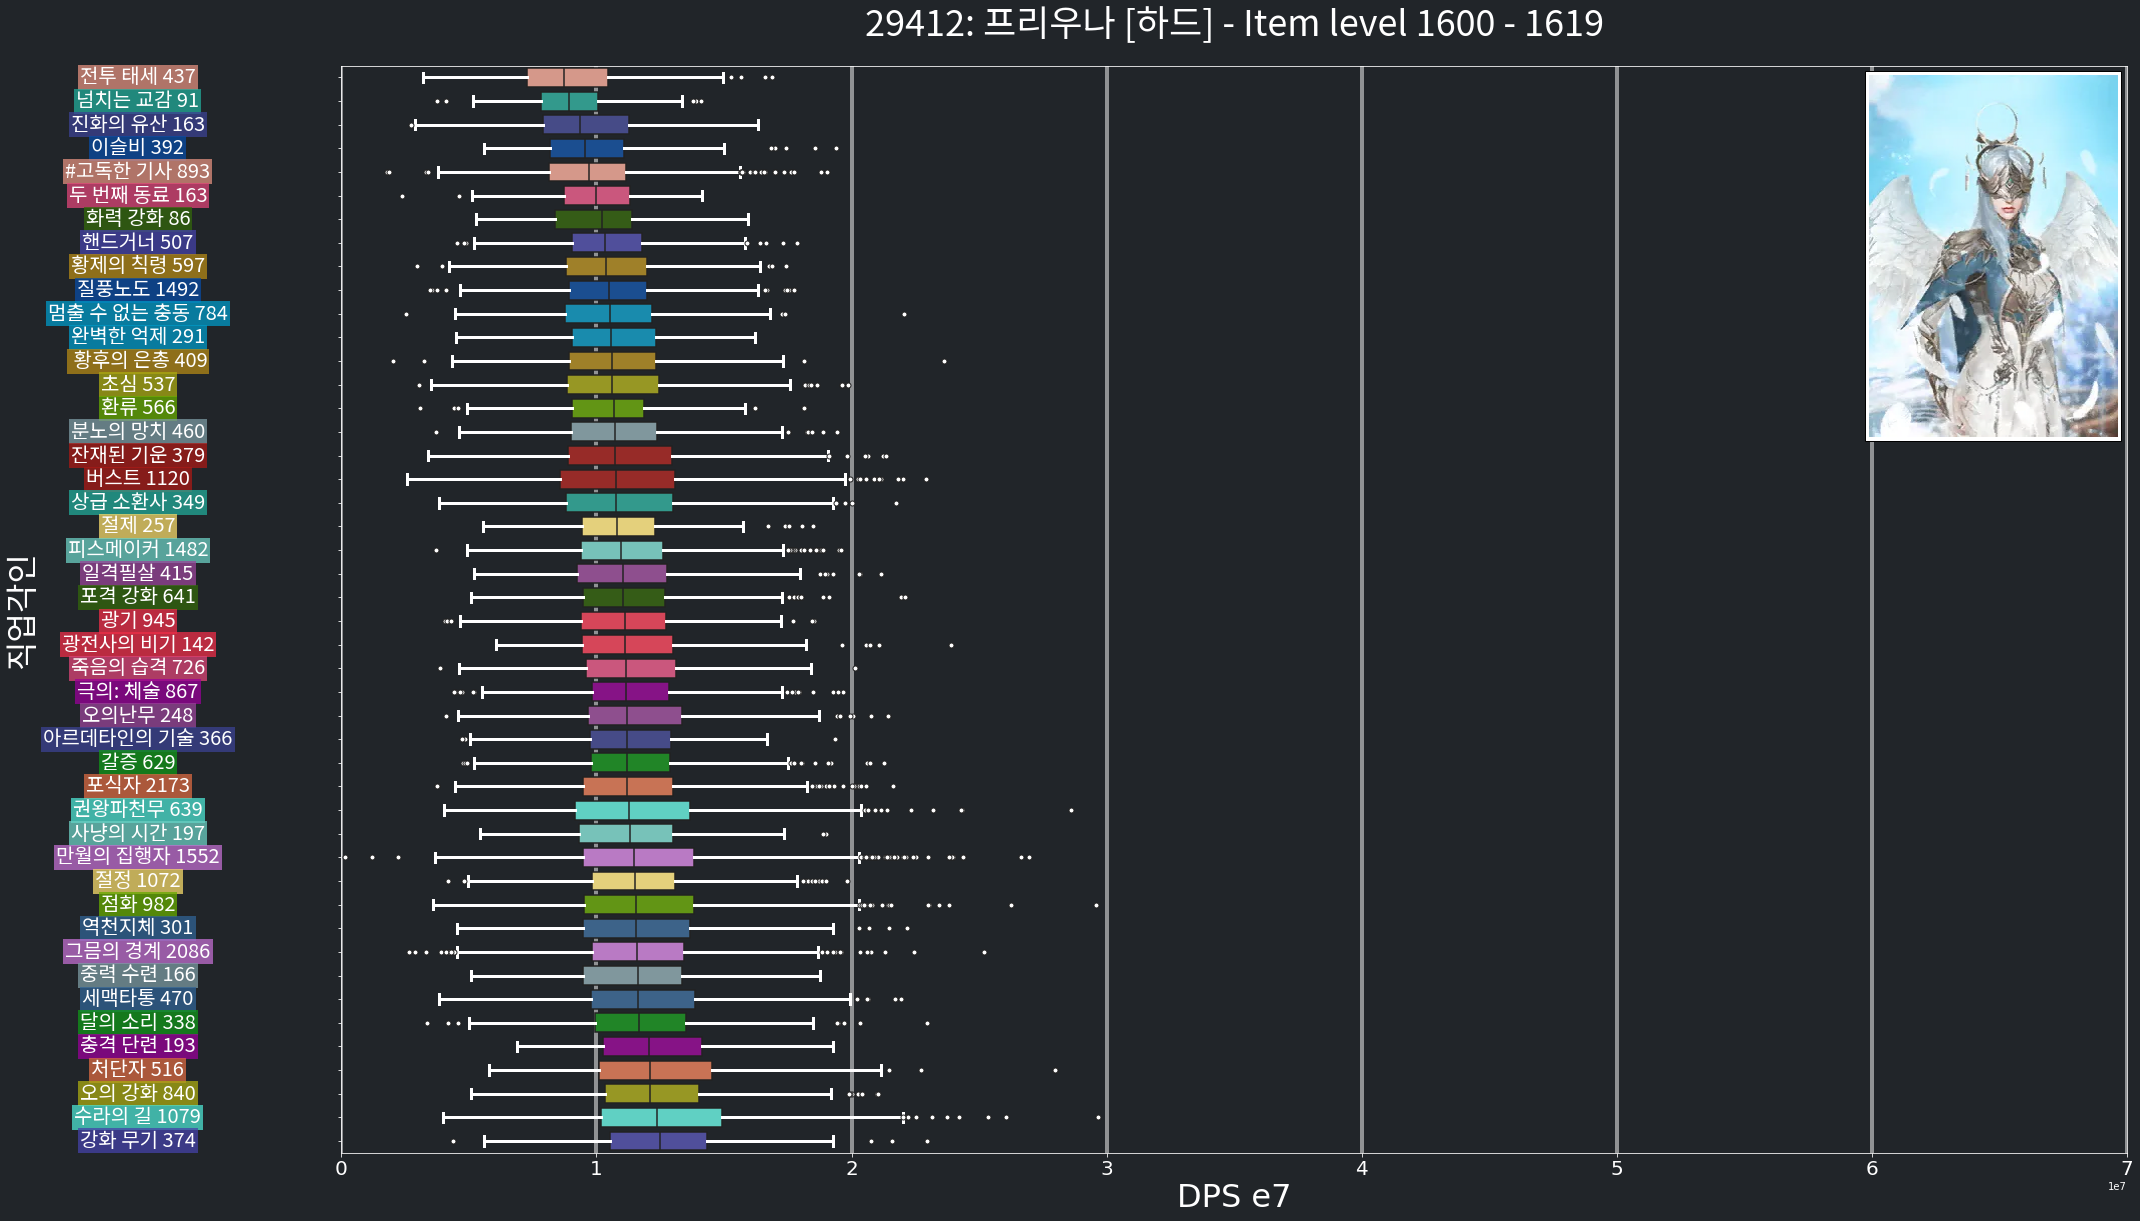 29412: 프리우나 [하드] - Item level 1600 - 1619
전투 태세 437
넘치는 교감 91
진화의 유산 163
이슬비 392
#고독한 기사 893
두 번째 동료 163
화력 강화 86
핸드거너 507
황제의 칙령 597
질풍노도 1492
멈출 수 없는 충동 784
완벽한 억제 291
황후의 은총 409
초심 537
환류 566
분노의 망치 460
잔재된 기운 379
버스트 1120
상급 소환사 349
절제 257
피스메이커 1482
일격필살 415
포격 강화 641
광기 945
광전사의 비기 142
죽음의 습격 726
극의: 체술 867
오의난무 248
아르데타인의 기술 366
갈증 629
포식자 2173
권왕파천무 639
사냥의 시간 197
만월의 집행자 1552
절정 1072
점화 982
역천지체 301
그믐의 경계 2086
중력 수련 166
세맥타통 470
달의 소리 338
충격 단련 193
처단자 516
오의 강화 840
수라의 길 1079
강화 무기 374
직업각인
0 1 2 3 4 5 6 7
DPS e7
1e7